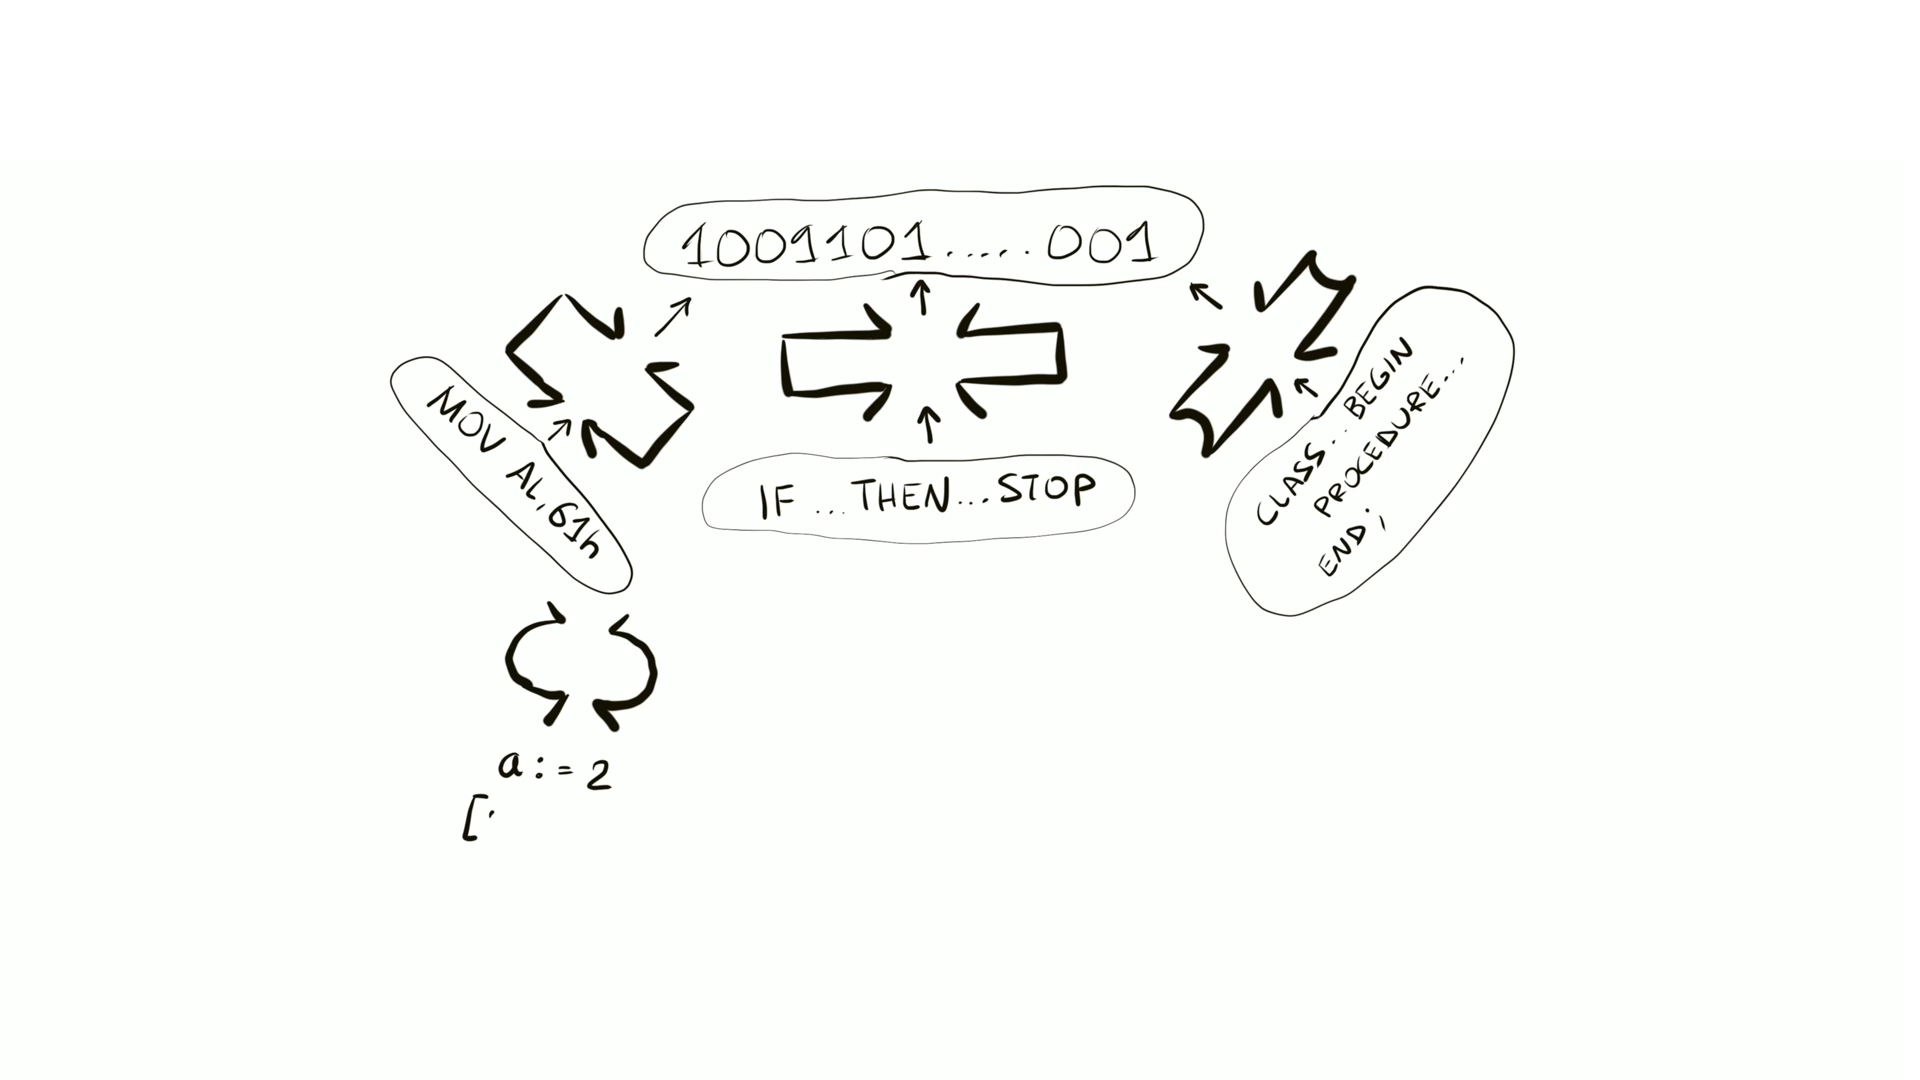 1001101.....001
MOV AL,61h
IF ...THEN...STOP
CLASS...BEGIN
PROCEDURE...
END;
a:=2
['